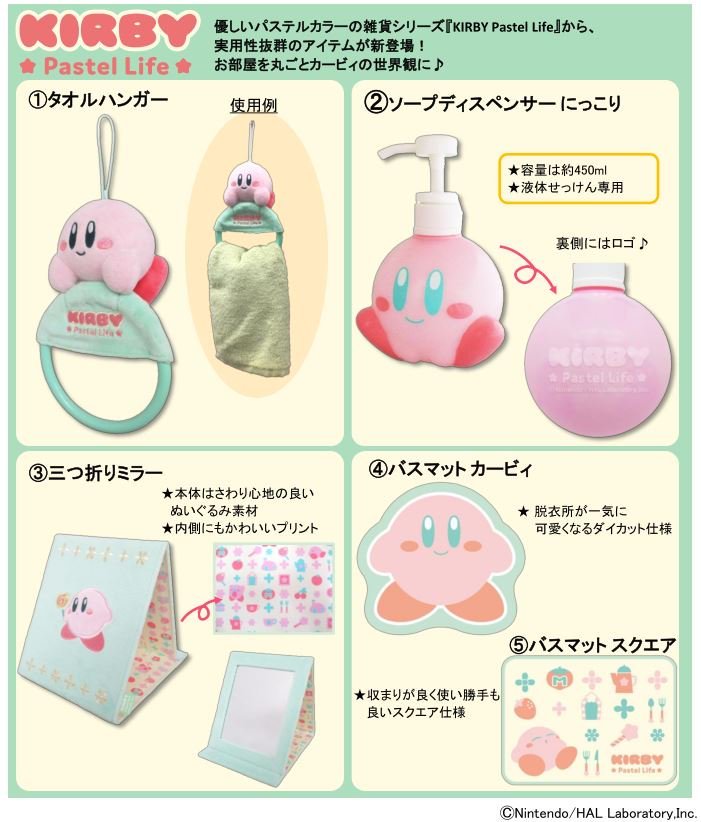 KIRBY
★ Pastel Life ★
優しいパステルカラーの雑貨シリーズ『KIRBY Pastel Life』から、
実用性抜群のアイテムが新登場！
お部屋を丸ごとカービィの世界観に♪
①タオルハンガー
使用例
KIRBY
★Pastel Life★
KIRBY
★Pastel Life★
②ソープディスペンサー にっこり
★容量は約450ml
★液体せっけん専用
裏側にはロゴ♪
KIRBY
★ Pastel Life ★
©Nintendo / HAL Laboratory, Inc.
③三つ折りミラー
★本体はさわり心地の良い
ぬいぐるみ素材
★内側にもかわいいプリント
④バスマット カービィ
★ 脱衣所が一気に
可愛くなるダイカット仕様
⑤バスマット スクエア
★収まりが良く使い勝手も
良いスクエア仕様
M
KIRBY
★Pastel Life★
©Nintendo/HAL Laboratory,Inc.